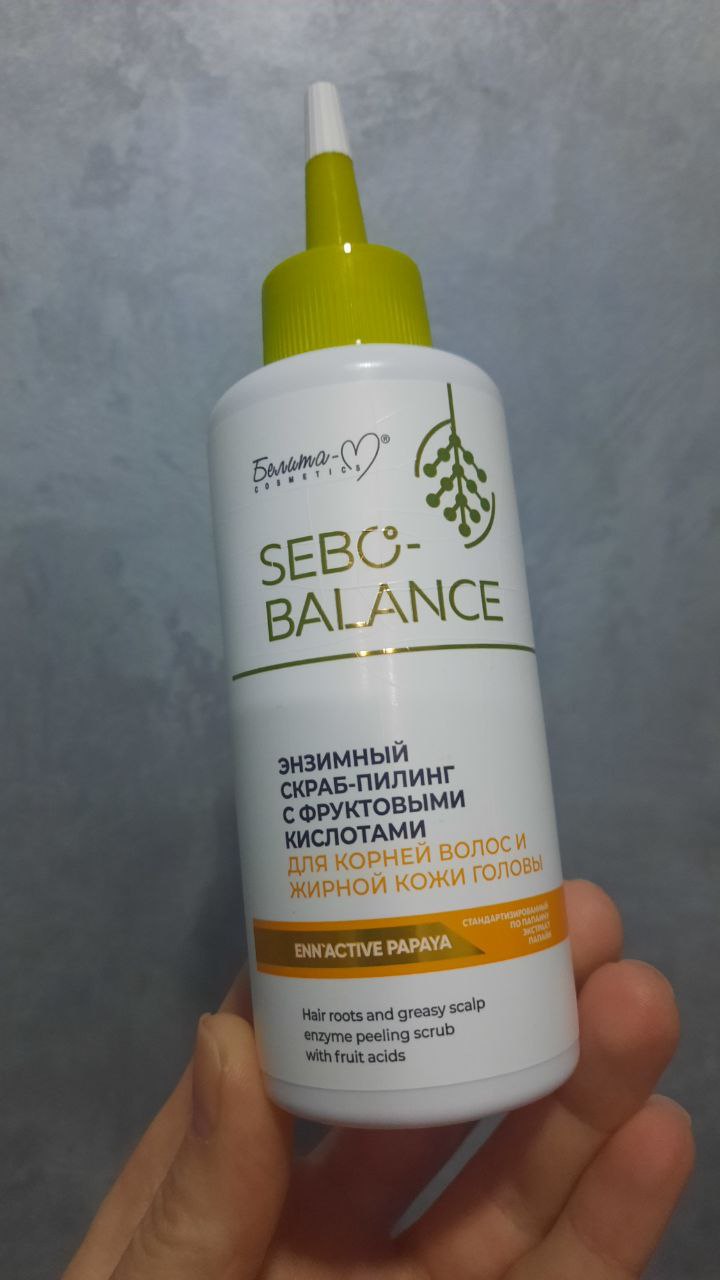 Белита-М®
COSMETICS
SEBO-
BALANCE
ЭНЗИМНЫЙ
СКРАБ-ПИЛИНГ
С ФРУКТОВЫМИ
КИСЛОТАМИ
ДЛЯ КОРНЕЙ ВОЛОС И
ЖИРНОЙ КОЖИ ГОЛОВЫ
ENN'ACTIVE PAPAYA
СТАНДАРТИЗИРОВАННЫЙ
ПО ПАПАИНУ
ЭКСТРАКТ
ПАПАЙИ
Hair roots and greasy scalp
enzyme peeling scrub
with fruit acids